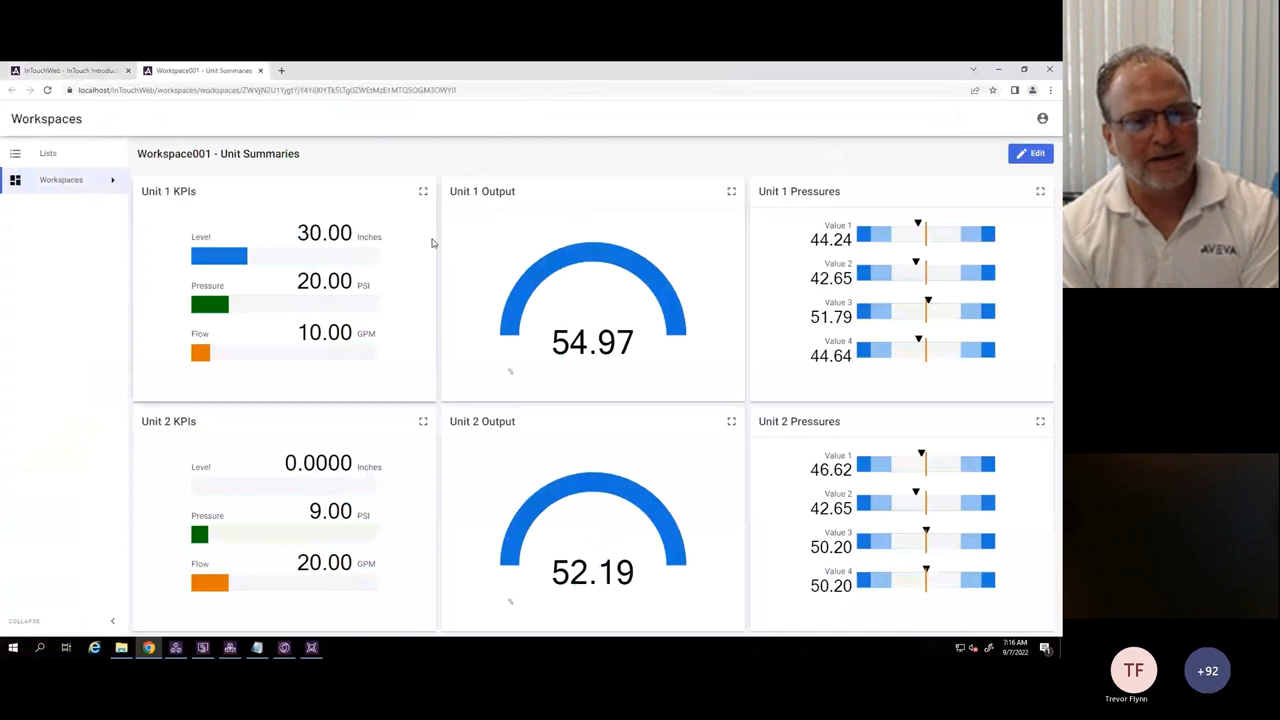 InTouchWeb - InTouch Introduc
Workspace001 - Unit Summaries
Workspaces
Lists
Workspaces
Workspace001 - Unit Summaries
Edit
Unit 1 KPIs
Level 30.00 Inches
Pressure 20.00 PSI
Flow 10.00 GPM
Unit 1 Output
54.97
%
Unit 1 Pressures
Value 1
44.24
Value 2
42.65
Value 3
51.79
Value 4
44.64
Unit 2 KPIs
Level 0.0000 Inches
Pressure 9.00 PSI
Flow 20.00 GPM
Unit 2 Output
52.19
%
Unit 2 Pressures
Value 1
46.62
Value 2
42.65
Value 3
50.20
Value 4
50.20
COLLAPSE
7:16 AM
9/7/2022
AVEVA
TF
Trevor Flynn
+92